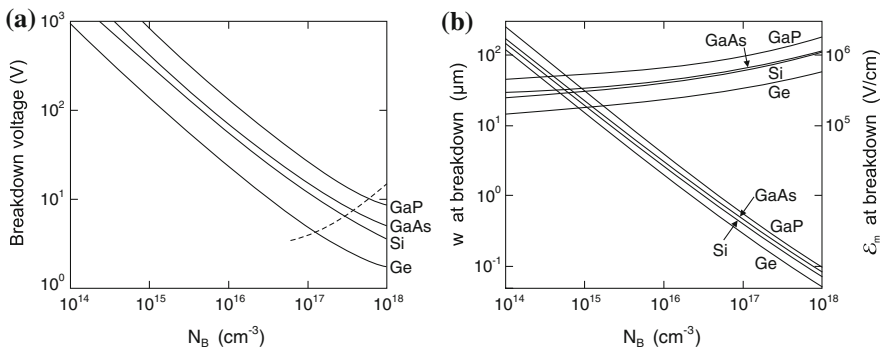 (a)
Breakdown voltage (V)
10³
10²
10¹
10⁰
GaP
GaAs
Si
Ge
10¹⁴
10¹⁵
10¹⁶
10¹⁷
10¹⁸
N_B (cm⁻³)
(b)
w at breakdown (µm)
10²
10¹
10⁰
10⁻¹
GaAs
GaP
Si
Ge
GaAs
GaP
Si
Ge
10⁶
10⁵
ℰₘ at breakdown (V/cm)
10¹⁴
10¹⁵
10¹⁶
10¹⁷
10¹⁸
N_B (cm⁻³)